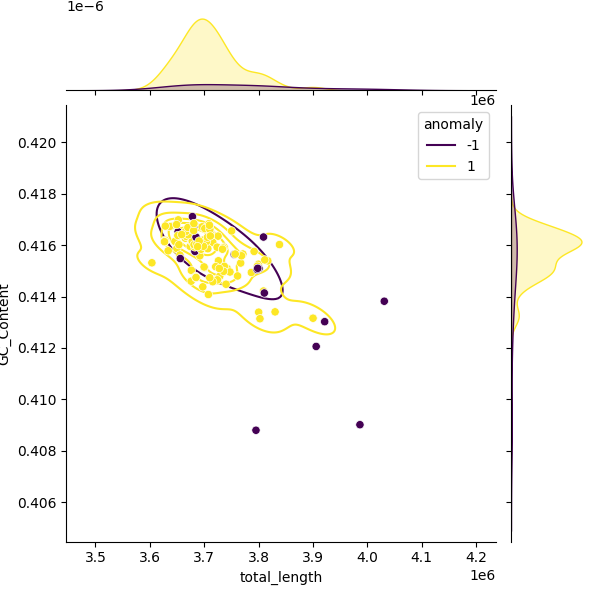 1e−6
1e6
anomaly
-1
1
0.420
0.418
0.416
0.414
0.412
0.410
0.408
0.406
GC_Content
3.5 3.6 3.7 3.8 3.9 4.0 4.1 4.2
1e6
total_length